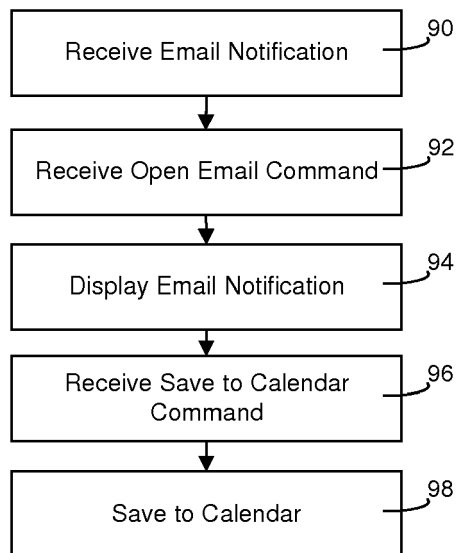 Receive Email Notification
90
Receive Open Email Command
92
Display Email Notification
94
Receive Save to Calendar
Command
96
Save to Calendar
98